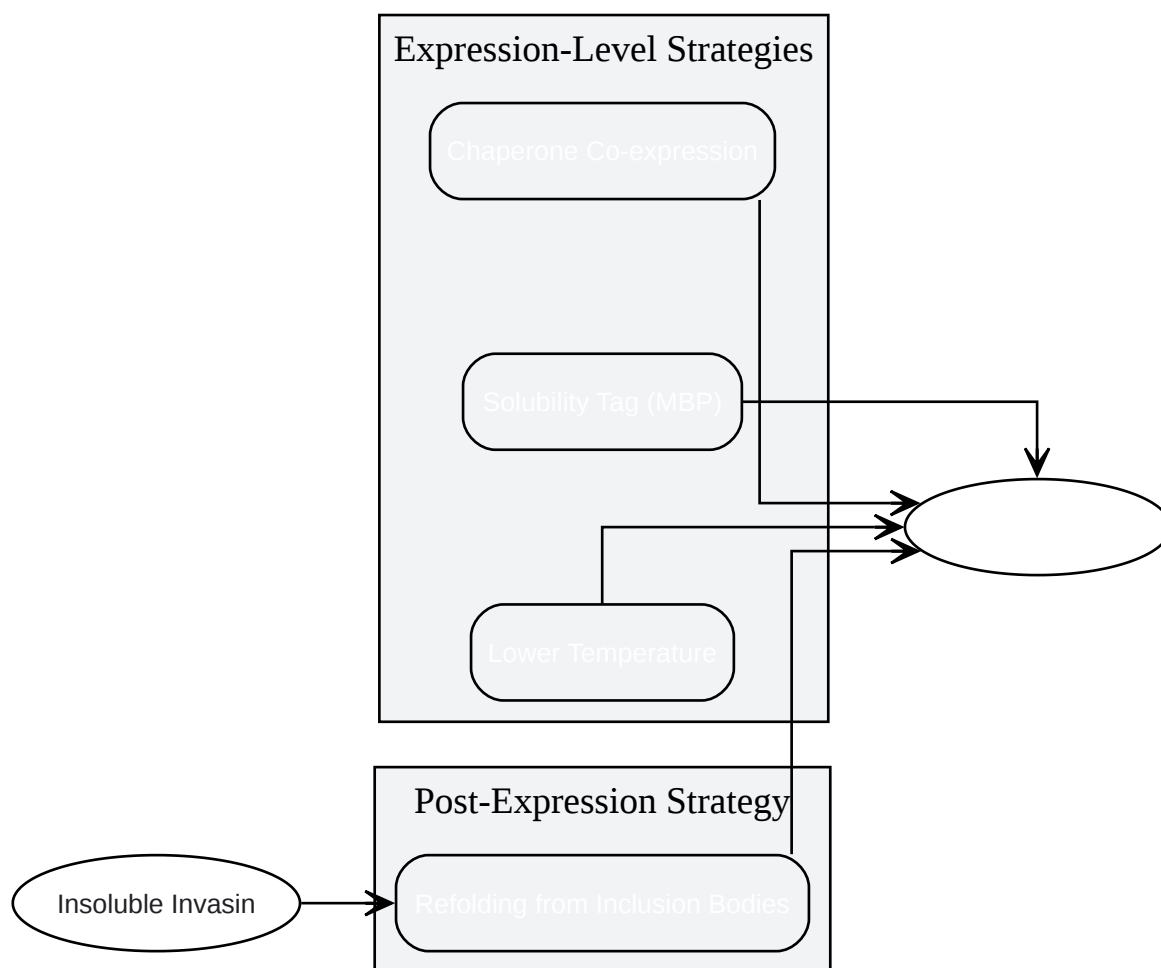 Expression-Level Strategies
Chaperone Co-expression
Solubility Tag (MBP)
Lower Temperature
Post-Expression Strategy
Insoluble Invasin
Refolding from Inclusion Bodies